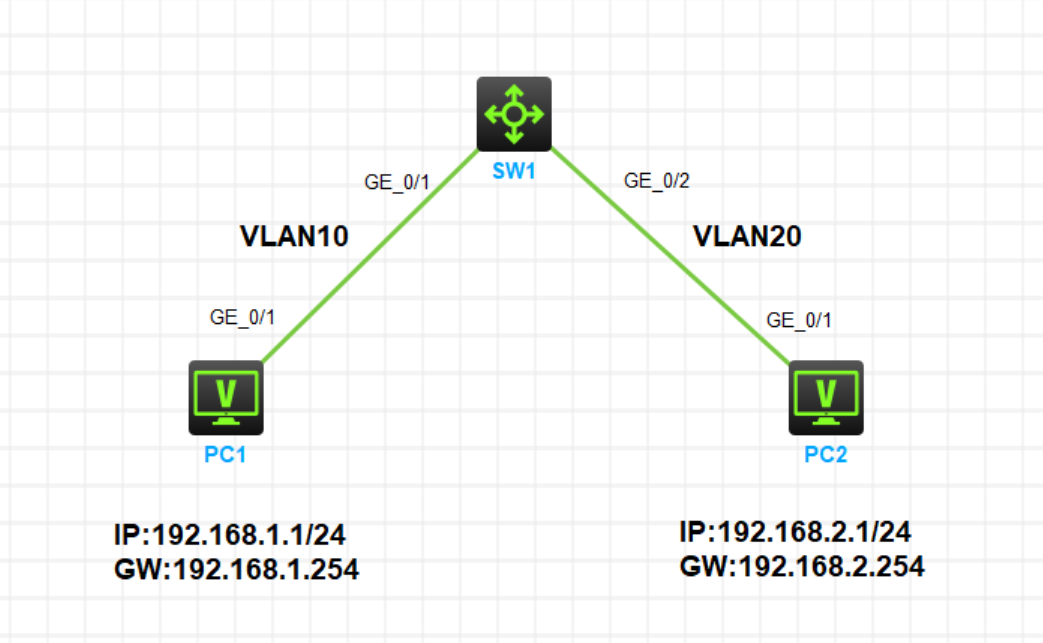 SW1
GE_0/1
GE_0/2
VLAN10
VLAN20
GE_0/1
GE_0/1
V
V
PC1
PC2
IP:192.168.1.1/24
GW:192.168.1.254
IP:192.168.2.1/24
GW:192.168.2.254